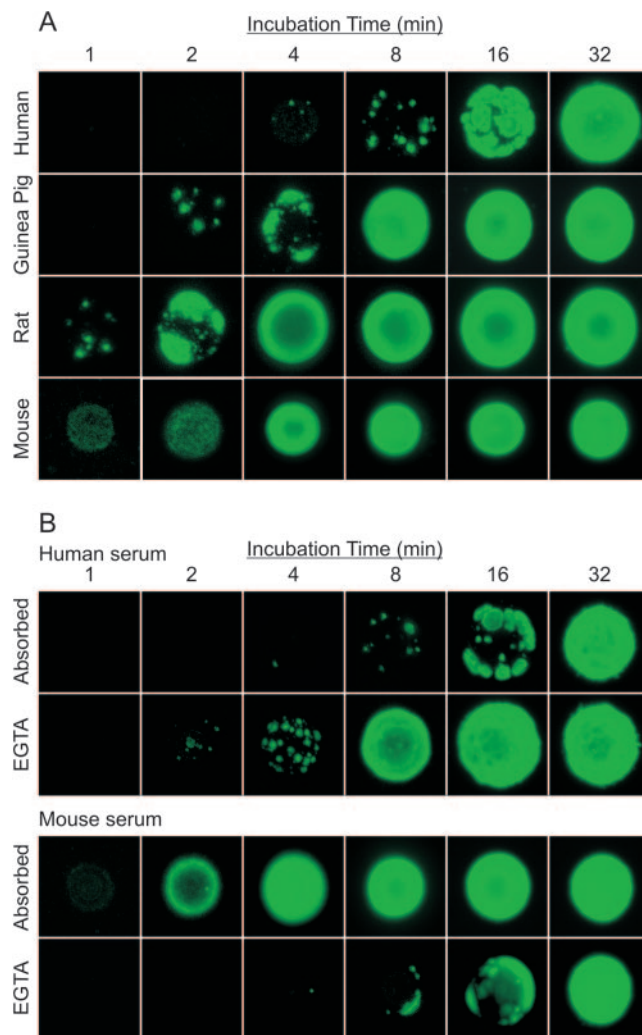 A
Incubation Time (min)
1 2 4 8 16 32
Human
Guinea Pig
Rat
Mouse
B
Human serum
Incubation Time (min)
1 2 4 8 16 32
Absorbed
EGTA
Mouse serum
Absorbed
EGTA